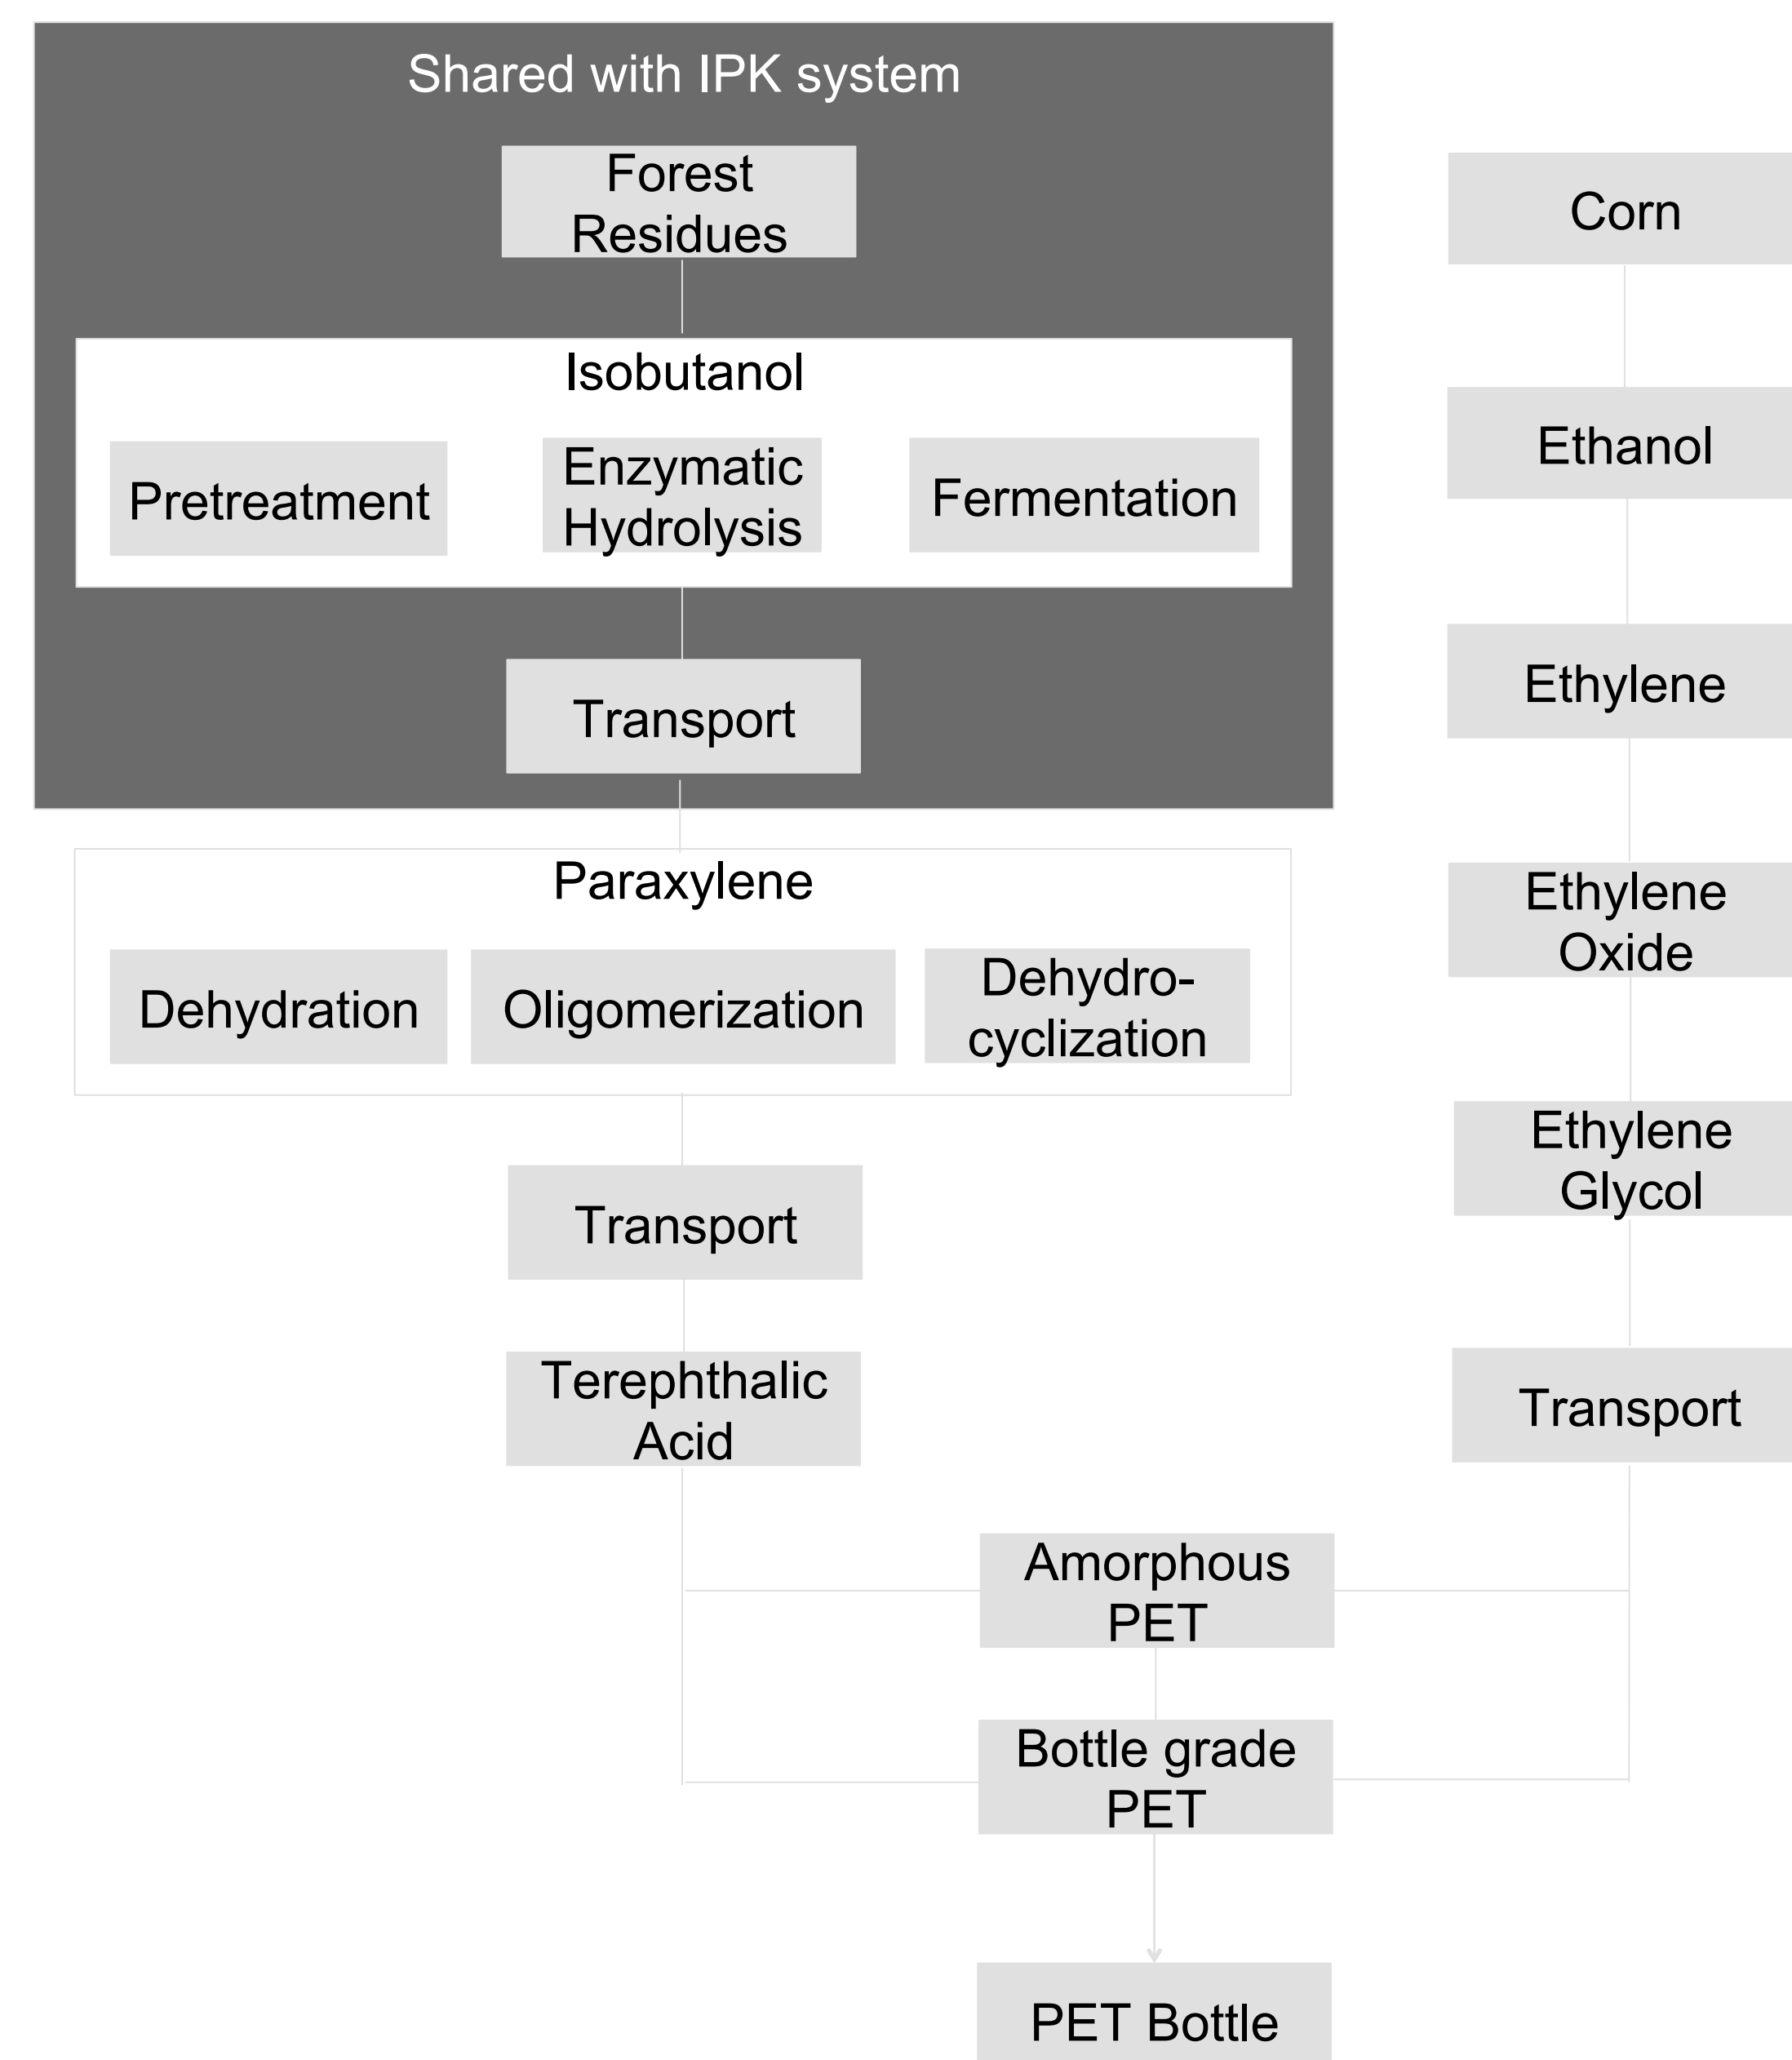 Shared with IPK system
Forest
Residues
Isobutanol
Pretreatment
Enzymatic
Hydrolysis
Fermentation
Transport
Paraxylene
Dehydration
Oligomerization
Dehydro-
cyclization
Transport
Terephthalic
Acid
Corn
Ethanol
Ethylene
Ethylene
Oxide
Ethylene
Glycol
Transport
Amorphous
PET
Bottle grade
PET
PET Bottle